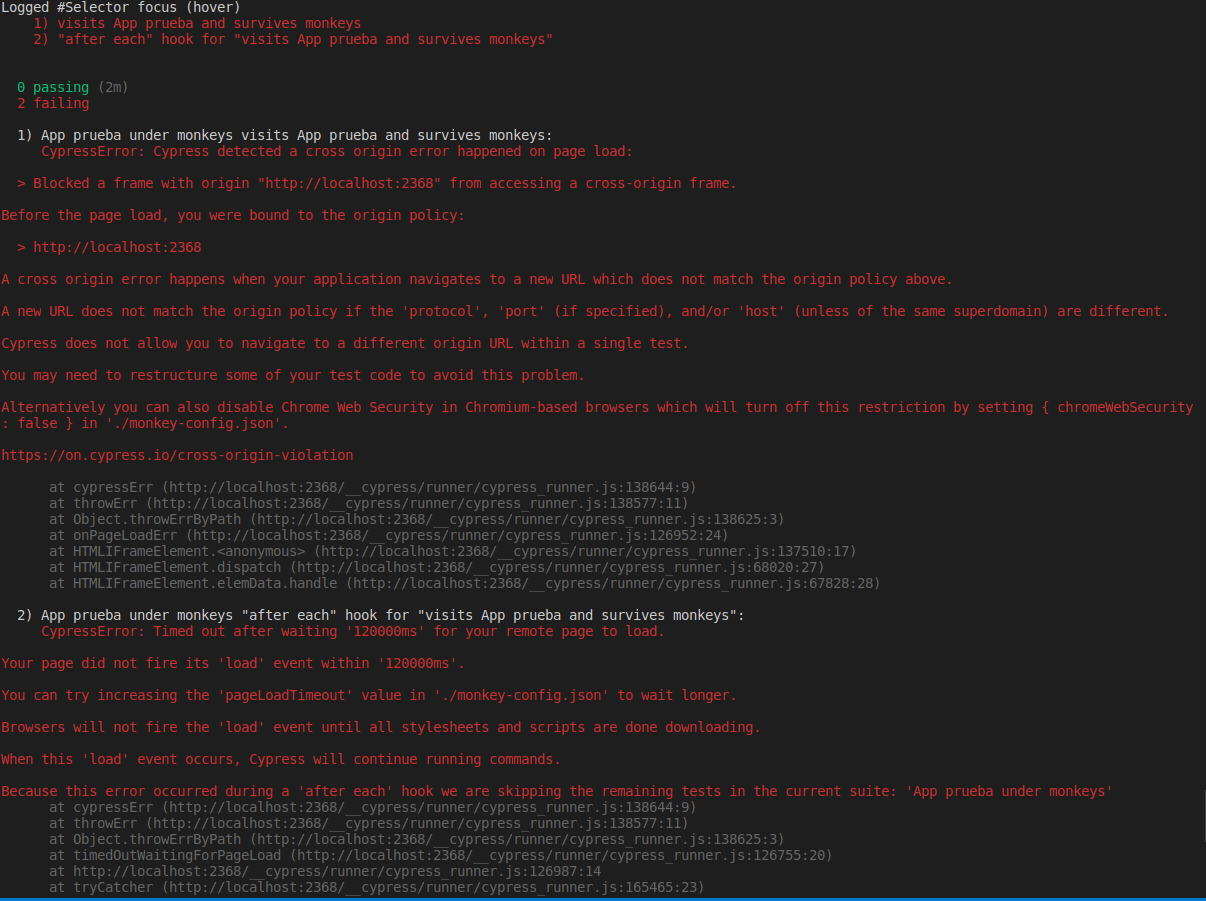 Logged #Selector focus (hover)
1) visits App prueba and survives monkeys
2) "after each" hook for "visits App prueba and survives monkeys"
0 passing (2m)
2 failing
1) App prueba under monkeys visits App prueba and survives monkeys:
CypressError: Cypress detected a cross origin error happened on page load:
> Blocked a frame with origin "http://localhost:2368" from accessing a cross-origin frame.
Before the page load, you were bound to the origin policy:
> http://localhost:2368
A cross origin error happens when your application navigates to a new URL which does not match the origin policy above.
A new URL does not match the origin policy if the 'protocol', 'port' (if specified), and/or 'host' (unless of the same superdomain) are different.
Cypress does not allow you to navigate to a different origin URL within a single test.
You may need to restructure some of your test code to avoid this problem.
Alternatively you can also disable Chrome Web Security in Chromium-based browsers which will turn off this restriction by setting { chromeWebSecurity
: false } in './monkey-config.json'.
https://on.cypress.io/cross-origin-violation
at cypressErr (http://localhost:2368/__cypress/runner/cypress_runner.js:138644:9)
at throwErr (http://localhost:2368/__cypress/runner/cypress_runner.js:138577:11)
at Object.throwErrByPath (http://localhost:2368/__cypress/runner/cypress_runner.js:138625:3)
at onPageLoadErr (http://localhost:2368/__cypress/runner/cypress_runner.js:126952:24)
at HTMLIFrameElement.<anonymous> (http://localhost:2368/__cypress/runner/cypress_runner.js:137510:17)
at HTMLIFrameElement.dispatch (http://localhost:2368/__cypress/runner/cypress_runner.js:68020:27)
at HTMLIFrameElement.elemData.handle (http://localhost:2368/__cypress/runner/cypress_runner.js:67828:28)
2) App prueba under monkeys "after each" hook for "visits App prueba and survives monkeys":
CypressError: Timed out after waiting '120000ms' for your remote page to load.
Your page did not fire its 'load' event within '120000ms'.
You can try increasing the 'pageLoadTimeout' value in './monkey-config.json' to wait longer.
Browsers will not fire the 'load' event until all stylesheets and scripts are done downloading.
When this 'load' event occurs, Cypress will continue running commands.
Because this error occurred during a 'after each' hook we are skipping the remaining tests in the current suite: 'App prueba under monkeys'
at cypressErr (http://localhost:2368/__cypress/runner/cypress_runner.js:138644:9)
at throwErr (http://localhost:2368/__cypress/runner/cypress_runner.js:138577:11)
at Object.throwErrByPath (http://localhost:2368/__cypress/runner/cypress_runner.js:138625:3)
at timedOutWaitingForPageLoad (http://localhost:2368/__cypress/runner/cypress_runner.js:126755:20)
at http://localhost:2368/__cypress/runner/cypress_runner.js:126987:14
at tryCatcher (http://localhost:2368/__cypress/runner/cypress_runner.js:165465:23)